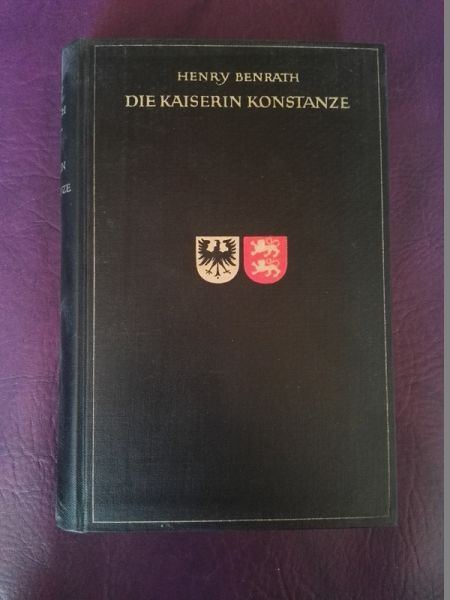 HENRY BENRATH
DIE KAISERIN KONSTANZE